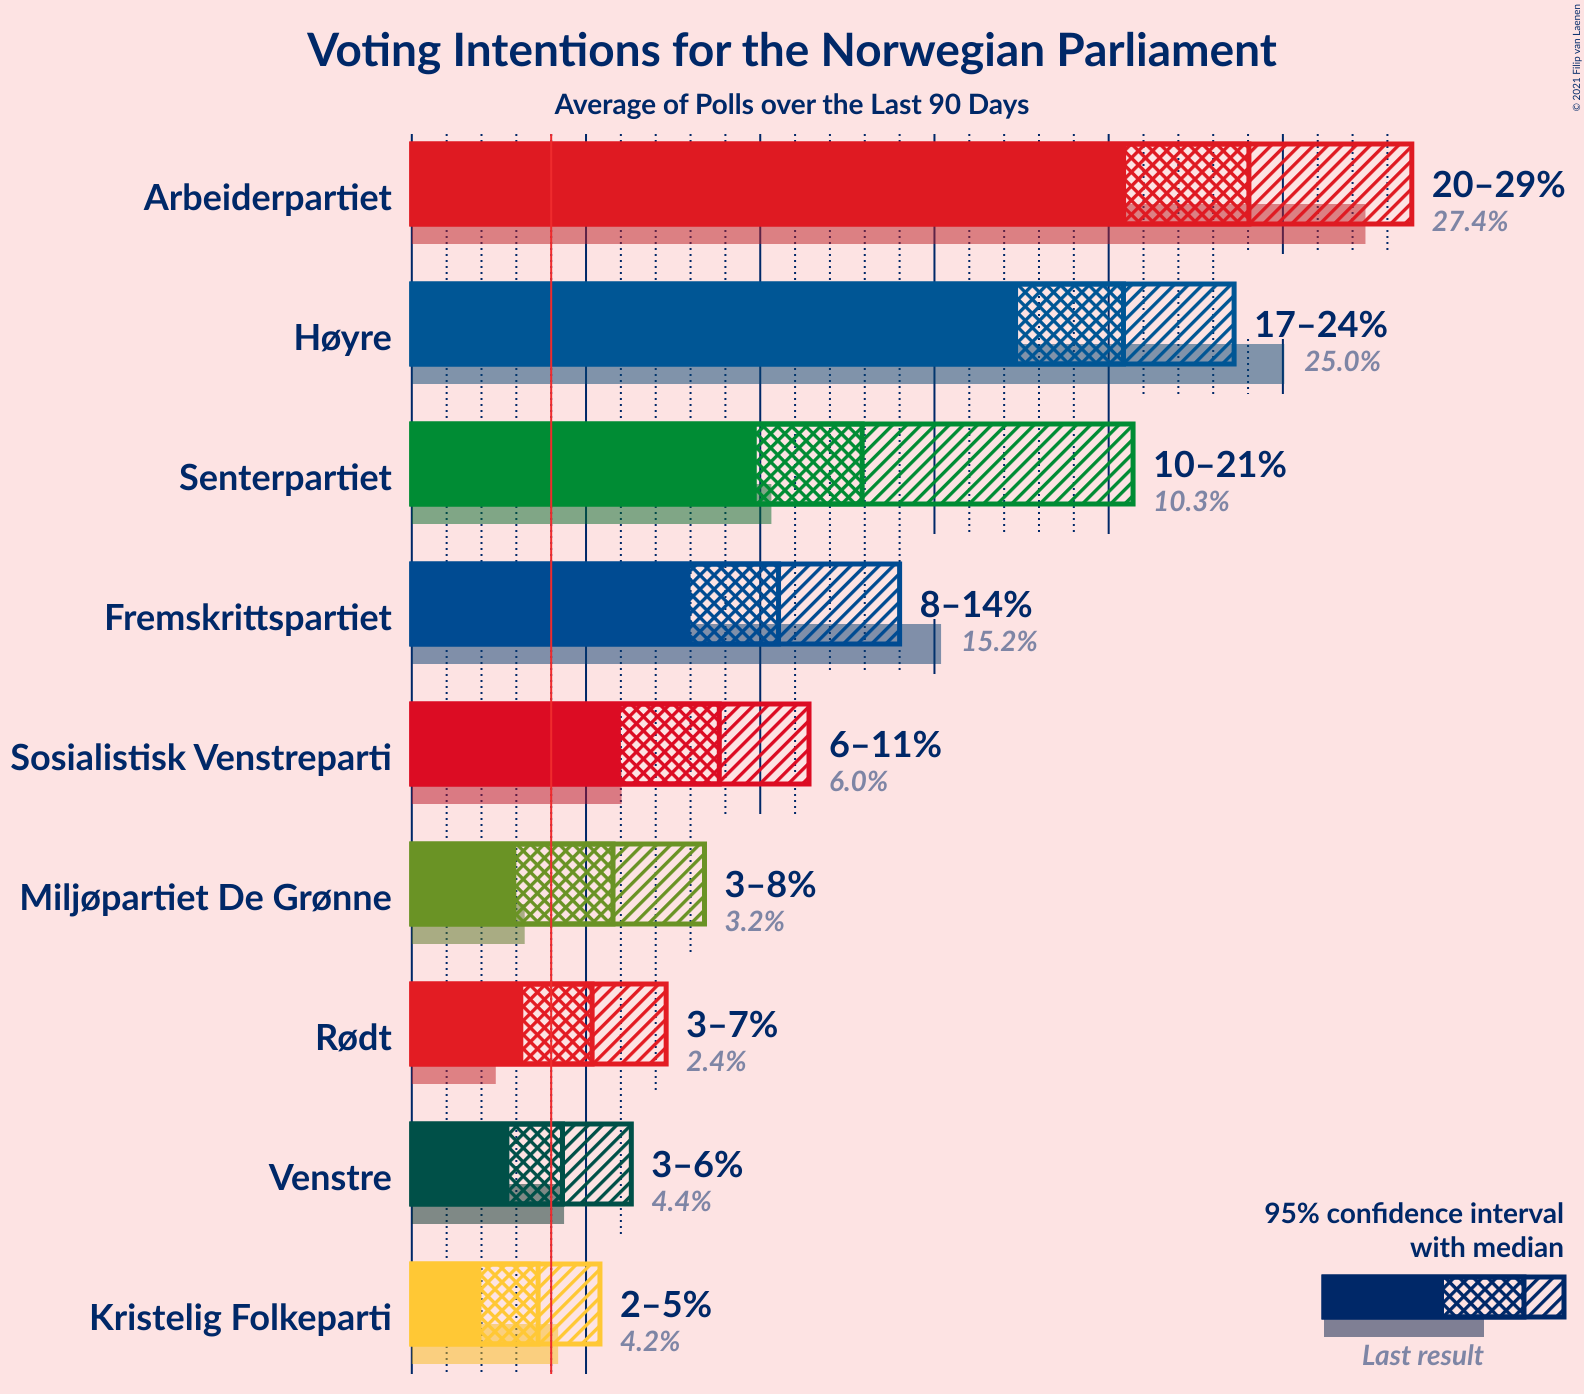 Voting Intentions for the Norwegian Parliament
Average of Polls over the Last 90 Days
© 2021 Filip van Laenen
Arbeiderpartiet
20–29%
27.4%
Høyre
17–24%
25.0%
Senterpartiet
10–21%
10.3%
Fremskrittspartiet
8–14%
15.2%
Sosialistisk Venstreparti
6–11%
6.0%
Miljøpartiet De Grønne
3–8%
3.2%
Rødt
3–7%
2.4%
Venstre
3–6%
4.4%
Kristelig Folkeparti
2–5%
4.2%
95% confidence interval
with median
Last result